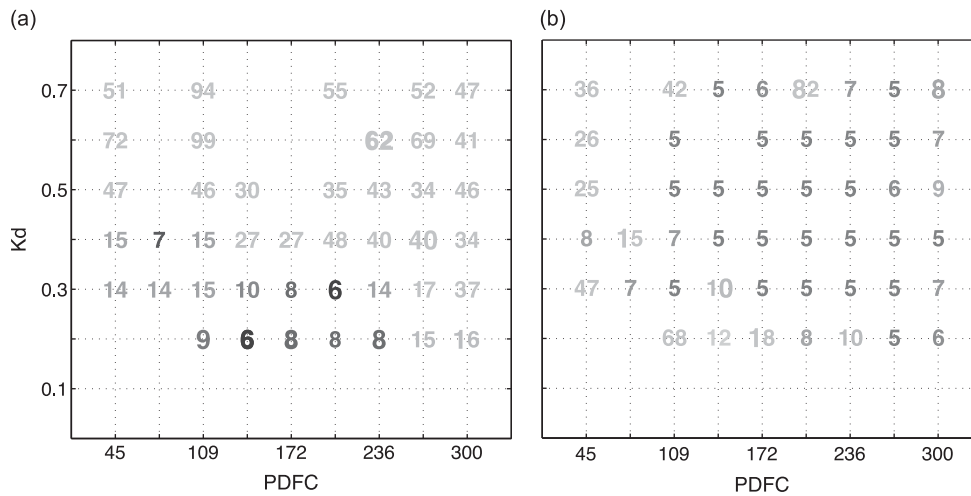 (a) (b)
0.7 51 94 55 52 47 36 42 5 6 82 7 5 8
72 99 62 69 41 26 5 5 5 5 5 7
0.5 47 46 30 35 43 34 46 25 5 5 5 5 5 6 9
Kd
15 7 15 27 27 48 40 40 34 8 15 7 5 5 5 5 5 5
0.3 14 14 15 10 8 6 14 17 37 47 7 5 10 5 5 5 5 7
9 6 8 8 8 15 16 68 12 18 8 10 5 6
0.1
45 109 172 236 300 45 109 172 236 300
PDFC PDFC